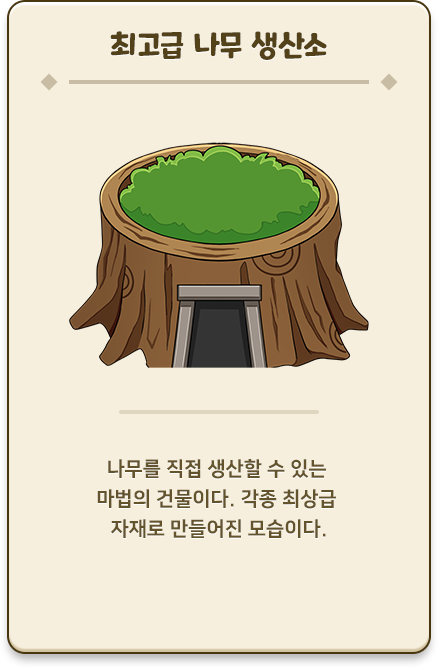 최고급 나무 생산소
나무를 직접 생산할 수 있는
마법의 건물이다. 각종 최상급
자재로 만들어진 모습이다.